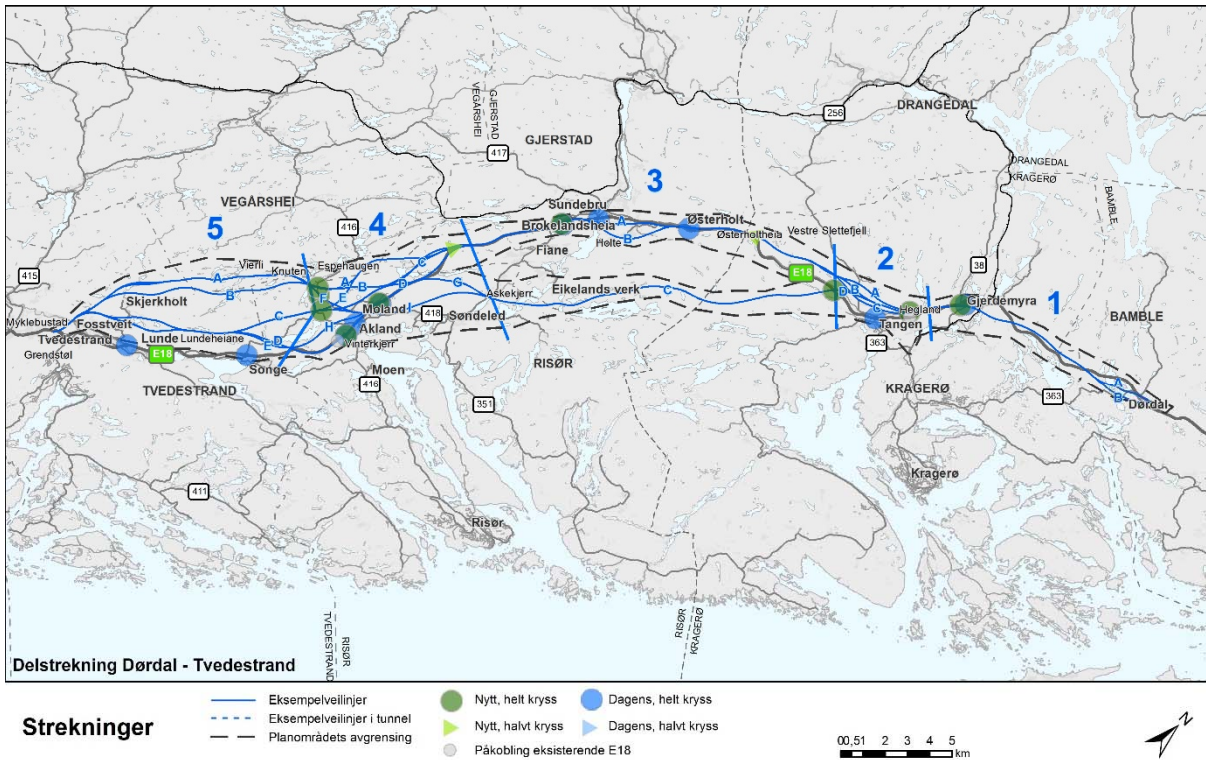 DRANGEDAL
256
GJERSTAD
VEGÅRSHEI
GJERSTAD
417
DRANGEDAL
KRAGERØ
BAMBLE
3
5
VEGÅRSHEI
416
4
Sundebru
A
Østerholt
Brokelandsheia
B
Fiane
Holte
Østerholtheia
Vestre Slettefjell
2
38
415
Vierli
Knuten
Espehaugen
C
A
B
A
B
E
D
G
F
Skjerkholt
Askekjerr
Eikelands verk
C
E18
D
B
A
C
Gjerdemyra
1
Hegland
BAMBLE
Myklebustad
Fosstveit
C
Møland
418
Søndeled
Tangen
Tvedestrand
Lunde
Lundeheiane
H
Akland
D
E
Vinterkjerr
Grendstøl
E18
Songe
Moen
RISØR
363
KRAGERØ
363
A
B
Dørdal
TVEDESTRAND
416
351
Kragerø
411
Risør
TVEDESTRAND
RISØR
RISØR
KRAGERØ
Delstrekning Dørdal - Tvedestrand
Strekninger
Eksempelveilinjer
Eksempelveilinjer i tunnel
Planområdets avgrensing
Nytt, helt kryss
Nytt, halvt kryss
Påkobling eksisterende E18
Dagens, helt kryss
Dagens, halvt kryss
0 0,5 1 2 3 4 5
km
N